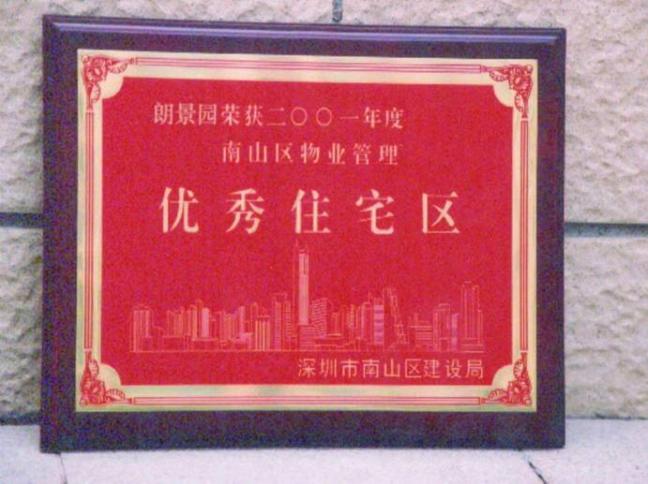 朗景园荣获二〇〇一年度
南山区物业管理
优秀住宅区
深圳市南山区建设局